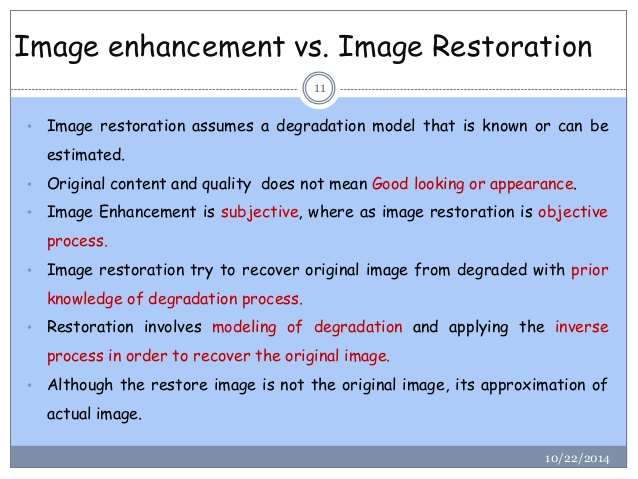 Image enhancement vs. Image Restoration
11
• Image restoration assumes a degradation model that is known or can be
estimated.
• Original content and quality does not mean Good looking or appearance.
• Image Enhancement is subjective, where as image restoration is objective
process.
• Image restoration try to recover original image from degraded with prior
knowledge of degradation process.
• Restoration involves modeling of degradation and applying the inverse
process in order to recover the original image.
• Although the restore image is not the original image, its approximation of
actual image.
10/22/2014